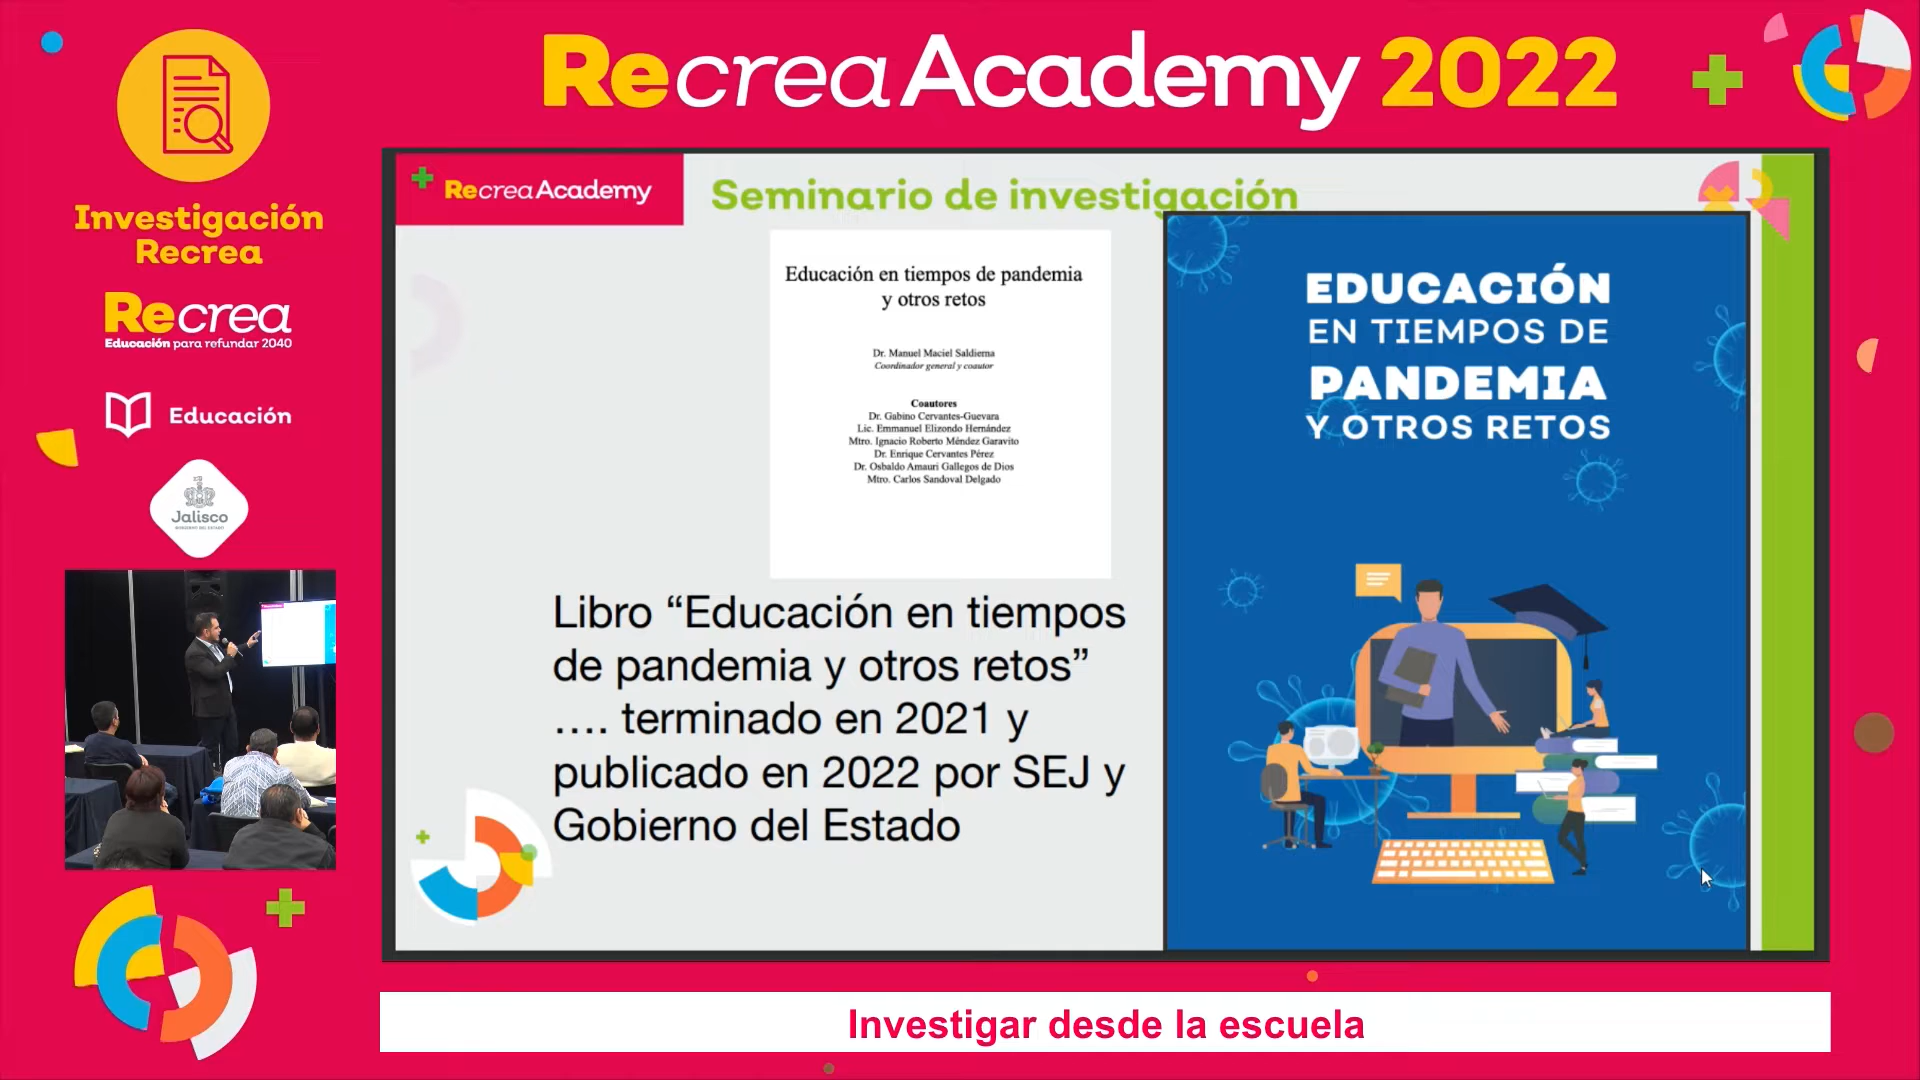 RecreaAcademy 2022
Investigación
Recrea
Recrea
Educación para refundar 2040
Educación
Jalisco
GOBIERNO DEL ESTADO
RecreaAcademy
Seminario de investigación
Educación en tiempos de pandemia
y otros retos
Dr. Manuel Maciel Saldierna
Coordinador general y coautor
Coautores
Dr. Gabino Cervantes-Guevara
Lic. Emmanuel Elizondo Hernández
Mtro. Ignacio Roberto Méndez Garavito
Dr. Enrique Cervantes Pérez
Dr. Osbaldo Amauri Gallegos de Dios
Mtro. Carlos Sandoval Delgado
Libro “Educación en tiempos
de pandemia y otros retos”
.... terminado en 2021 y
publicado en 2022 por SEJ y
Gobierno del Estado
EDUCACIÓN
EN TIEMPOS DE
PANDEMIA
Y OTROS RETOS
Investigar desde la escuela